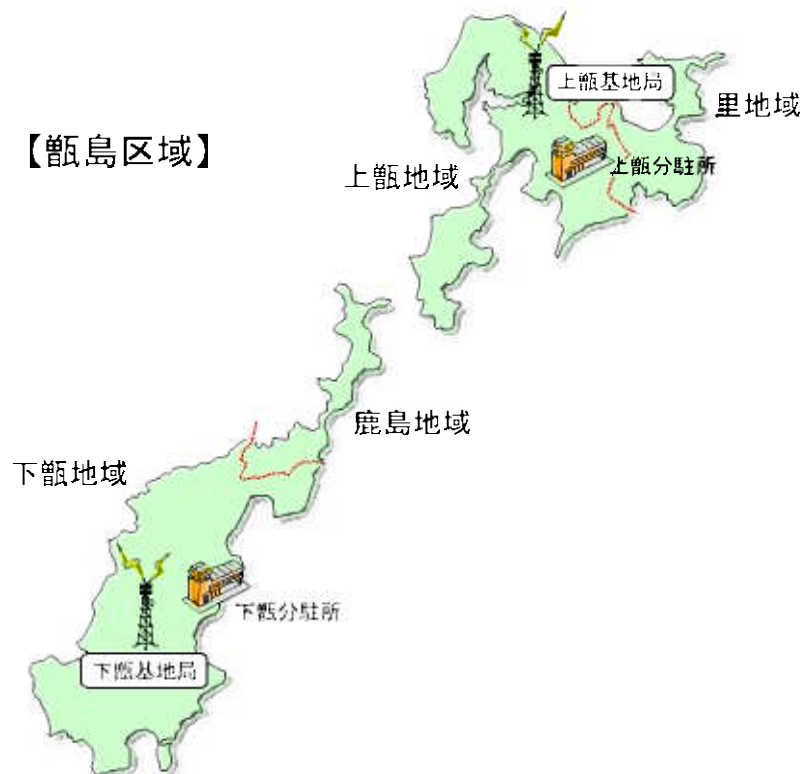 上甑基地局
里地域
【甑島区域】
上甑地域
上甑分駐所
鹿島地域
下甑地域
下甑分駐所
下甑基地局